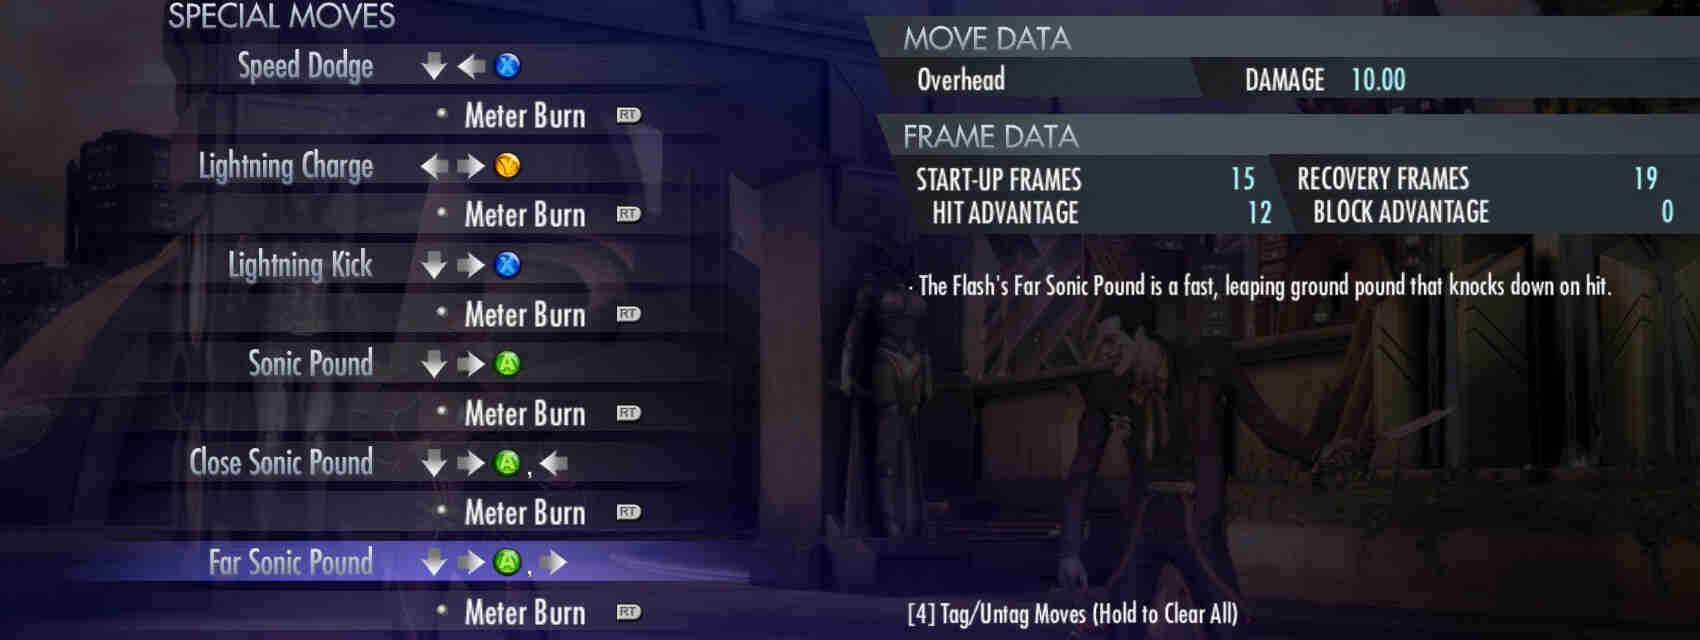 SPECIAL MOVES
Speed Dodge X
Meter Burn RT
Lightning Charge Y
Meter Burn RT
Lightning Kick X
Meter Burn RT
Sonic Pound A
Meter Burn RT
Close Sonic Pound A ,
Meter Burn RT
Far Sonic Pound A ,
Meter Burn RT
MOVE DATA
Overhead DAMAGE 10.00
FRAME DATA
START-UP FRAMES 15 RECOVERY FRAMES 19
HIT ADVANTAGE 12 BLOCK ADVANTAGE 0
· The Flash's Far Sonic Pound is a fast, leaping ground pound that knocks down on hit.
[4] Tag/Untag Moves (Hold to Clear All)